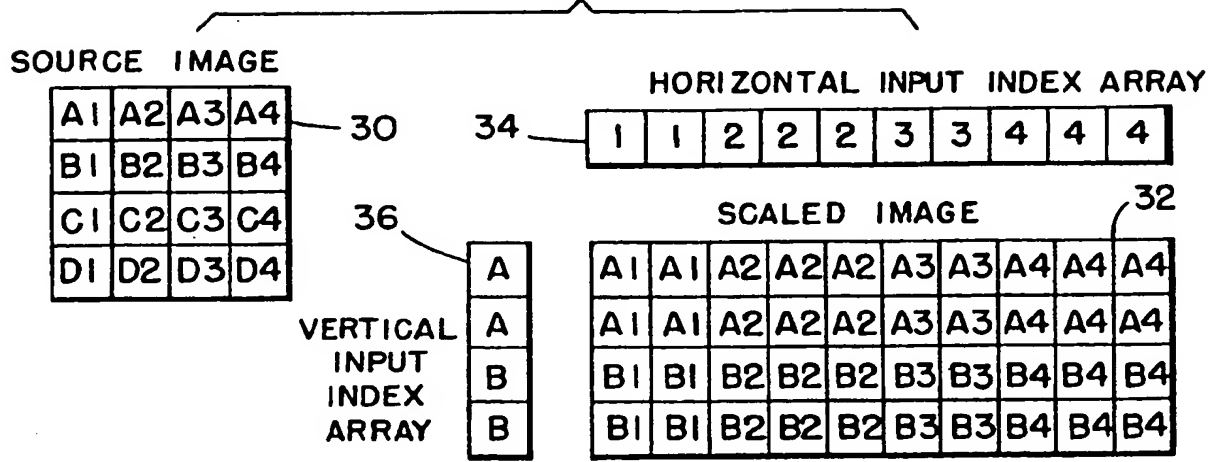 SOURCE IMAGE
A1 A2 A3 A4
B1 B2 B3 B4
C1 C2 C3 C4
D1 D2 D3 D4
30
HORIZONTAL INPUT INDEX ARRAY
34
1 1 2 2 2 3 3 4 4 4
36
VERTICAL
INPUT
INDEX
ARRAY
A
A
B
B
SCALED IMAGE
32
A1 A1 A2 A2 A2 A3 A3 A4 A4 A4
A1 A1 A2 A2 A2 A3 A3 A4 A4 A4
B1 B1 B2 B2 B2 B3 B3 B4 B4 B4
B1 B1 B2 B2 B2 B3 B3 B4 B4 B4